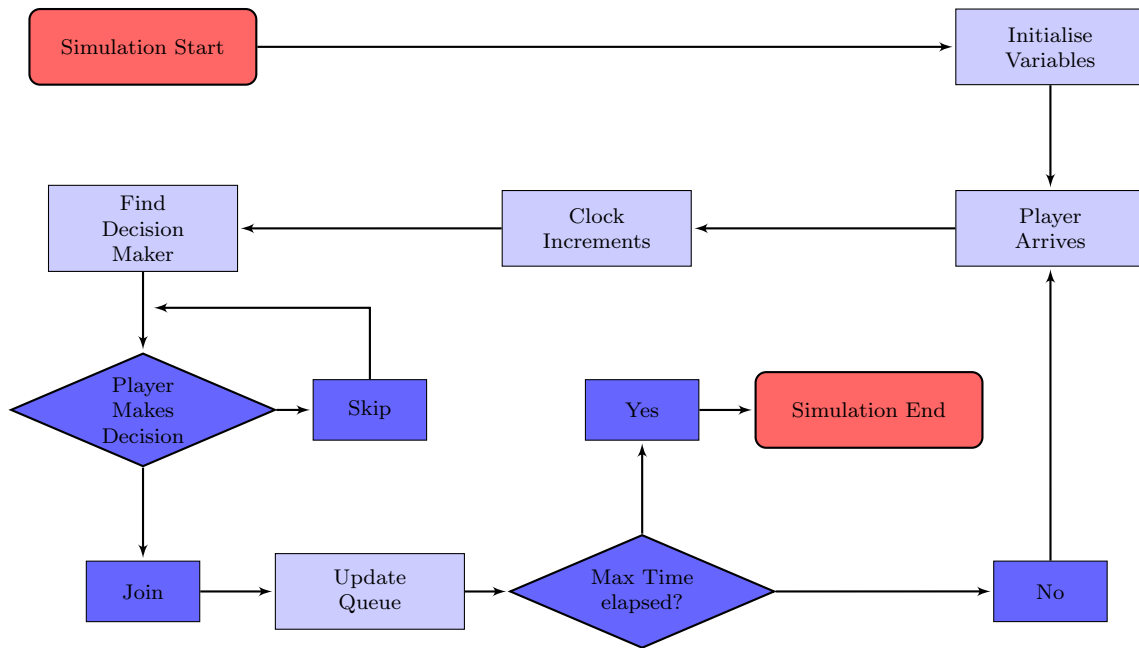 Simulation Start
Initialise
Variables
Find
Decision
Maker
Clock
Increments
Player
Arrives
Player
Makes
Decision
Skip
Yes
Simulation End
Join
Update
Queue
Max Time
elapsed?
No